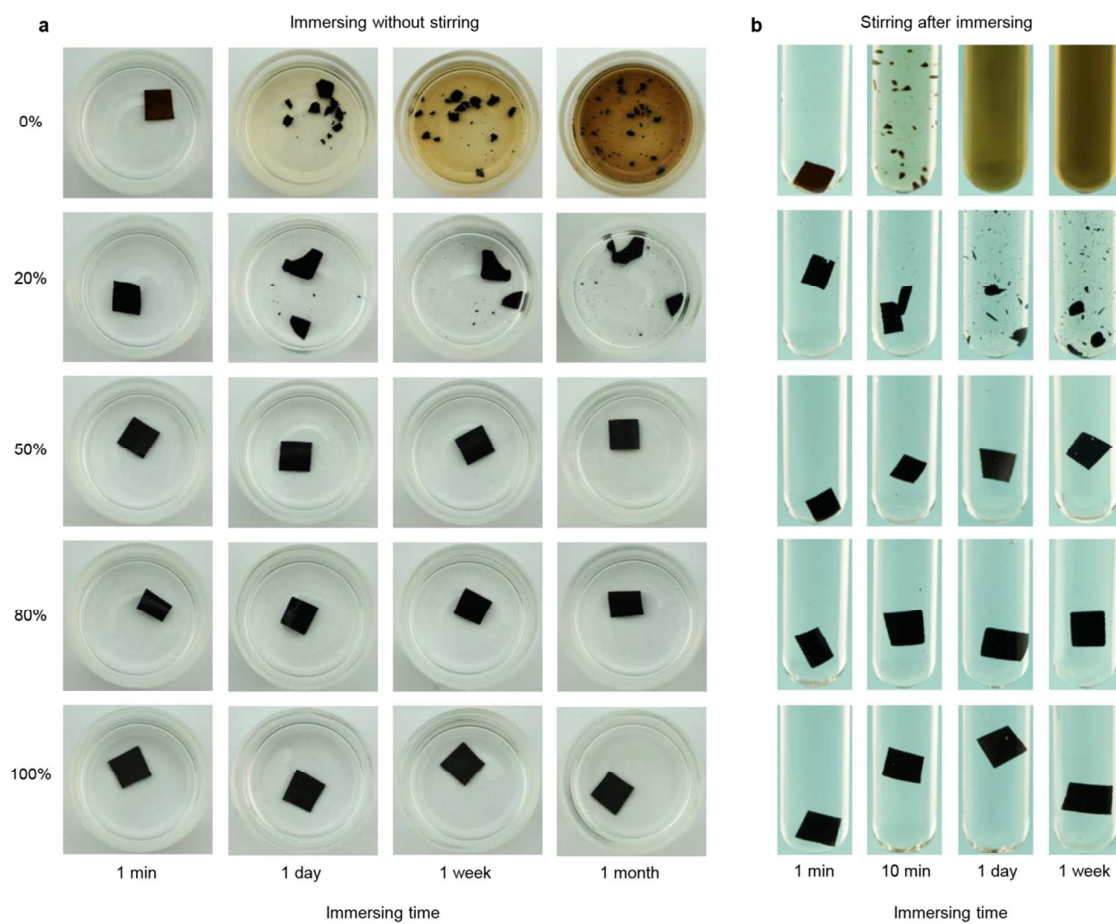 a
Immersing without stirring
b
Stirring after immersing
0%
20%
50%
80%
100%
1 min
1 day
1 week
1 month
1 min
10 min
1 day
1 week
Immersing time
Immersing time